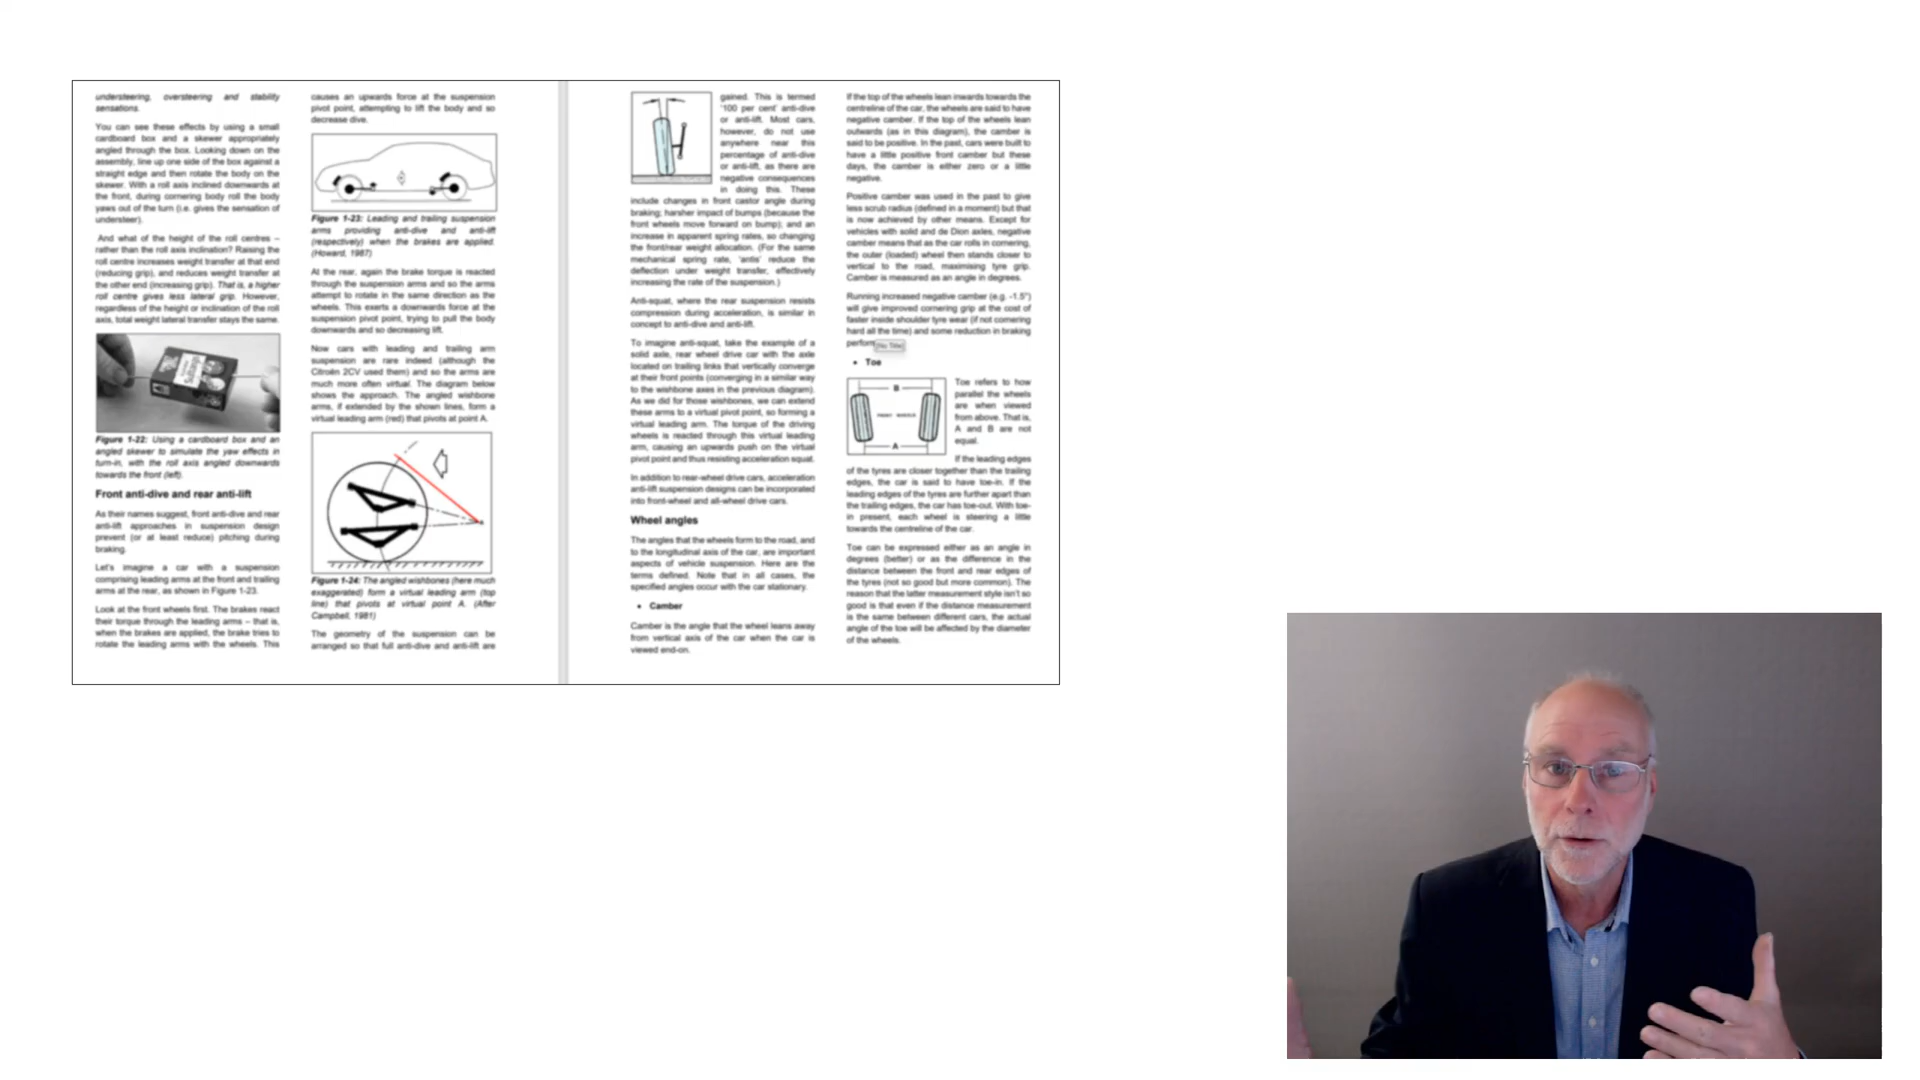 understeering, oversteering and stability
sensations.
You can see these effects by using a small
cardboard box and a skewer appropriately
angled through the box. Looking down on the
assembly, line up one side of the box against a
straight edge and then rotate the body on the
skewer. With a roll axis inclined downwards at
the front, during cornering body roll the body
yaws out of the turn (i.e. gives the sensation of
understeer).
And what of the height of the roll centres –
rather than the roll axis inclination? Raising the
roll centre increases weight transfer at that end
(reducing grip), and reduces weight transfer at
the other end (increasing grip). That is, a higher
roll centre gives less lateral grip. However,
regardless of the height or inclination of the roll
axis, total weight lateral transfer stays the same.
Figure 1-22: Using a cardboard box and an
angled skewer to simulate the yaw effects in
turn-in, with the roll axis angled downwards
towards the front (left).
Front anti-dive and rear anti-lift
As their names suggest, front anti-dive and rear
anti-lift approaches in suspension design
prevent (or at least reduce) pitching during
braking.
Let's imagine a car with a suspension
comprising leading arms at the front and trailing
arms at the rear, as shown in Figure 1-23.
Look at the front wheels first. The brakes react
their torque through the leading arms – that is,
when the brakes are applied, the brake tries to
rotate the leading arms with the wheels. This
causes an upwards force at the suspension
pivot point, attempting to lift the body and so
decrease dive.
Figure 1-23: Leading and trailing suspension
arms providing anti-dive and anti-lift
(respectively) when the brakes are applied.
(Howard, 1987)
At the rear, again the brake torque is reacted
through the suspension arms and so the arms
attempt to rotate in the same direction as the
wheels. This exerts a downwards force at the
suspension pivot point, trying to pull the body
downwards and so decreasing lift.
Now cars with leading and trailing arm
suspension are rare indeed (although the
Citroën 2CV used them) and so the arms are
much more often virtual. The diagram below
shows the approach. The angled wishbone
arms, if extended by the shown lines, form a
virtual leading arm (red) that pivots at point A.
Figure 1-24: The angled wishbones (here much
exaggerated) form a virtual leading arm (top
line) that pivots at virtual point A. (After
Campbell, 1981)
The geometry of the suspension can be
arranged so that full anti-dive and anti-lift are
gained. This is termed
'100 per cent' anti-dive
or anti-lift. Most cars,
however, do not use
anywhere near this
percentage of anti-dive
or anti-lift, as there are
negative consequences
in doing this. These
include changes in front castor angle during
braking; harsher impact of bumps (because the
front wheels move forward on bump), and an
increase in apparent spring rates, so changing
the front/rear weight allocation. (For the same
mechanical spring rate, 'antis' reduce the
deflection under weight transfer, effectively
increasing the rate of the suspension.)
Anti-squat, where the rear suspension resists
compression during acceleration, is similar in
concept to anti-dive and anti-lift.
To imagine anti-squat, take the example of a
solid axle, rear wheel drive car with the axle
located on trailing links that vertically converge
at their front points (converging in a similar way
to the wishbone axes in the previous diagram).
As we did for those wishbones, we can extend
these arms to a virtual pivot point, so forming a
virtual leading arm. The torque of the driving
wheels is reacted through this virtual leading
arm, causing an upwards push on the virtual
pivot point and thus resisting acceleration squat.
In addition to rear-wheel drive cars, acceleration
anti-lift suspension designs can be incorporated
into front-wheel and all-wheel drive cars.
Wheel angles
The angles that the wheels form to the road, and
to the longitudinal axis of the car, are important
aspects of vehicle suspension. Here are the
terms defined. Note that in all cases, the
specified angles occur with the car stationary.
• Camber
Camber is the angle that the wheel leans away
from vertical axis of the car when the car is
viewed end-on.
If the top of the wheels lean inwards towards the
centreline of the car, the wheels are said to have
negative camber. If the top of the wheels lean
outwards (as in this diagram), the camber is
said to be positive. In the past, cars were built to
have a little positive front camber but these
days, the camber is either zero or a little
negative.
Positive camber was used in the past to give
less scrub radius (defined in a moment) but that
is now achieved by other means. Except for
vehicles with solid and de Dion axles, negative
camber means that as the car rolls in cornering,
the outer (loaded) wheel then stands closer to
vertical to the road, maximising tyre grip.
Camber is measured as an angle in degrees.
Running increased negative camber (e.g. -1.5°)
will give improved cornering grip at the cost of
faster inside shoulder tyre wear (if not cornering
hard all the time) and some reduction in braking
perform
(No Title)
• Toe
B
FRONT WHEELS
A
Toe refers to how
parallel the wheels
are when viewed
from above. That is,
A and B are not
equal.
If the leading edges
of the tyres are closer together than the trailing
edges, the car is said to have toe-in. If the
leading edges of the tyres are further apart than
the trailing edges, the car has toe-out. With toe-
in present, each wheel is steering a little
towards the centreline of the car.
Toe can be expressed either as an angle in
degrees (better) or as the difference in the
distance between the front and rear edges of
the tyres (not so good but more common). The
reason that the latter measurement style isn't so
good is that even if the distance measurement
is the same between different cars, the actual
angle of the toe will be affected by the diameter
of the wheels.